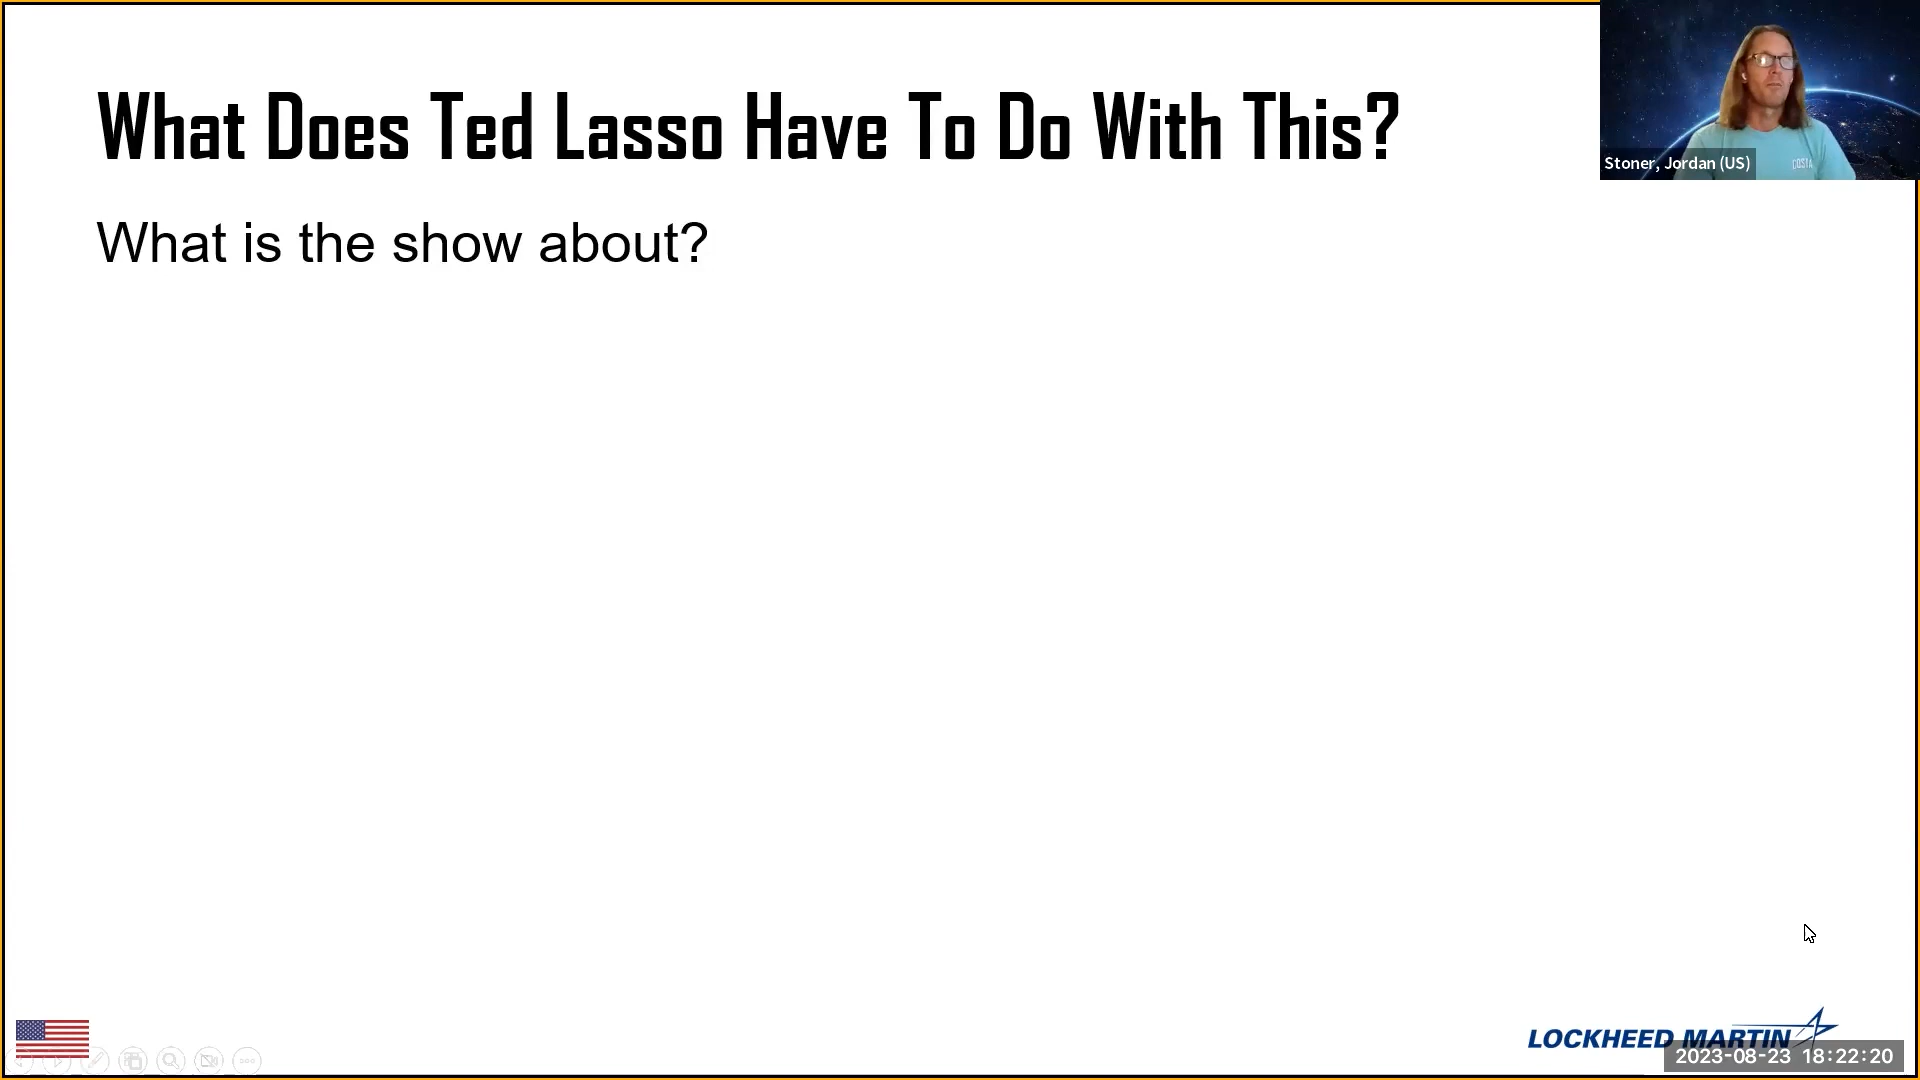 What Does Ted Lasso Have To Do With This?
What is the show about?
COSTA
Stoner, Jordan (US)
LOCKHEED MARTIN
2023-08-23 18:22:20